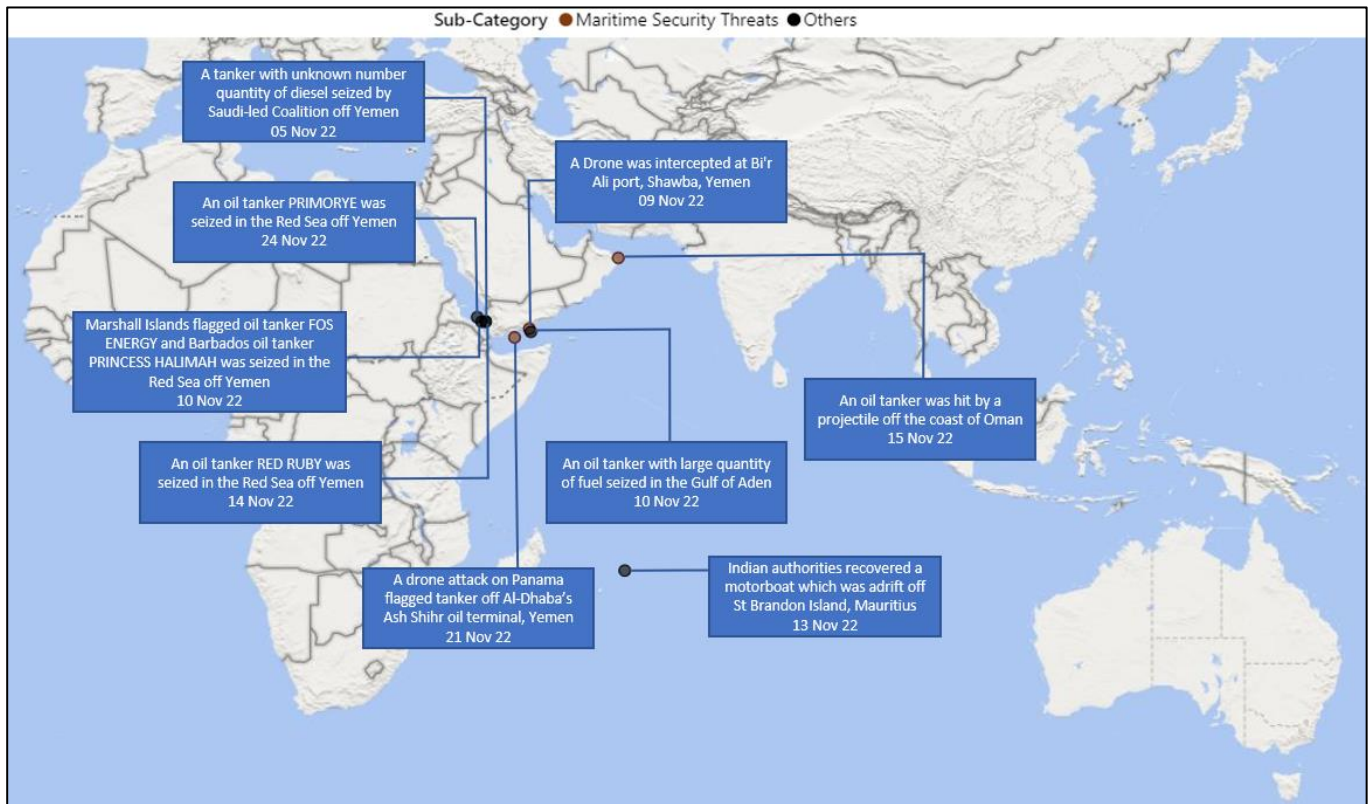 Sub-Category Maritime Security Threats Others
A tanker with unknown number
quantity of diesel seized by
Saudi-led Coalition off Yemen
05 Nov 22
A Drone was intercepted at Bi'r
Ali port, Shawba, Yemen
09 Nov 22
An oil tanker PRIMORYE was
seized in the Red Sea off Yemen
24 Nov 22
Marshall Islands flagged oil tanker FOS
ENERGY and Barbados oil tanker
PRINCESS HALIMAH was seized in the
Red Sea off Yemen
10 Nov 22
An oil tanker was hit by a
projectile off the coast of Oman
15 Nov 22
An oil tanker RED RUBY was
seized in the Red Sea off Yemen
14 Nov 22
An oil tanker with large quantity
of fuel seized in the Gulf of Aden
10 Nov 22
A drone attack on Panama
flagged tanker off Al-Dhaba’s
Ash Shihr oil terminal, Yemen
21 Nov 22
Indian authorities recovered a
motorboat which was adrift off
St Brandon Island, Mauritius
13 Nov 22